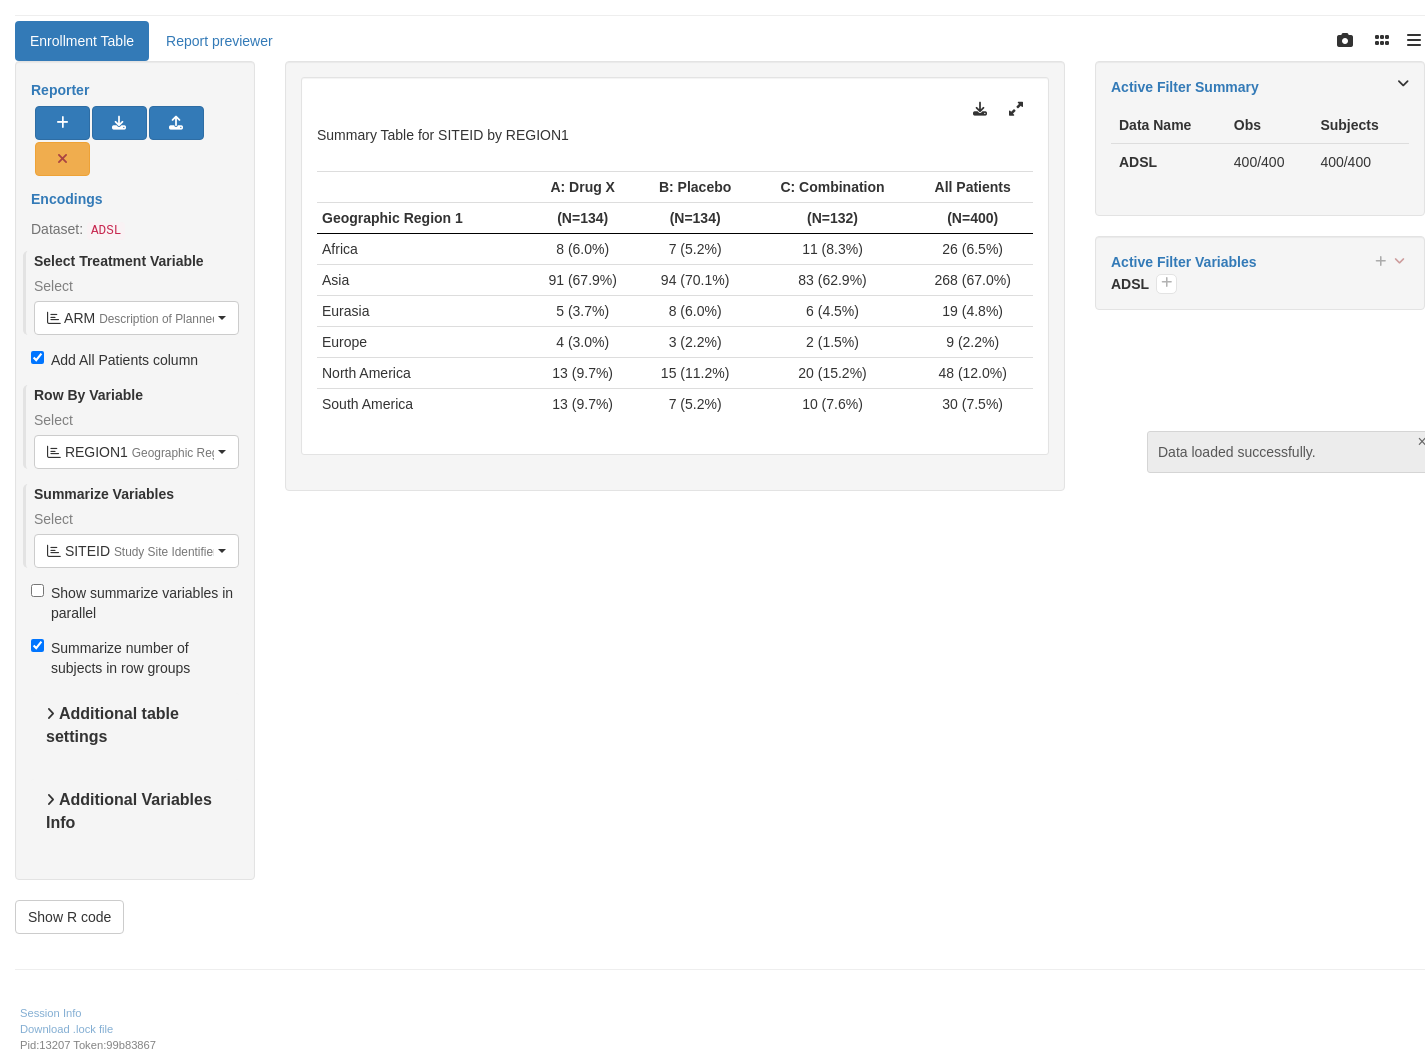 Enrollment Table Report previewer
Reporter
Encodings
Dataset: ADSL
Select Treatment Variable
Select
ARM Description of Planned
Add All Patients column
Row By Variable
Select
REGION1 Geographic Reg
Summarize Variables
Select
SITEID Study Site Identifie
Show summarize variables in
parallel
Summarize number of
subjects in row groups
Additional table
settings
Additional Variables
Info
Show R code
Summary Table for SITEID by REGION1
A: Drug X B: Placebo C: Combination All Patients
Geographic Region 1 (N=134) (N=134) (N=132) (N=400)
Africa 8 (6.0%) 7 (5.2%) 11 (8.3%) 26 (6.5%)
Asia 91 (67.9%) 94 (70.1%) 83 (62.9%) 268 (67.0%)
Eurasia 5 (3.7%) 8 (6.0%) 6 (4.5%) 19 (4.8%)
Europe 4 (3.0%) 3 (2.2%) 2 (1.5%) 9 (2.2%)
North America 13 (9.7%) 15 (11.2%) 20 (15.2%) 48 (12.0%)
South America 13 (9.7%) 7 (5.2%) 10 (7.6%) 30 (7.5%)
Active Filter Summary
Data Name Obs Subjects
ADSL 400/400 400/400
Active Filter Variables
ADSL
Data loaded successfully.
Session Info
Download .lock file
Pid:13207 Token:99b83867